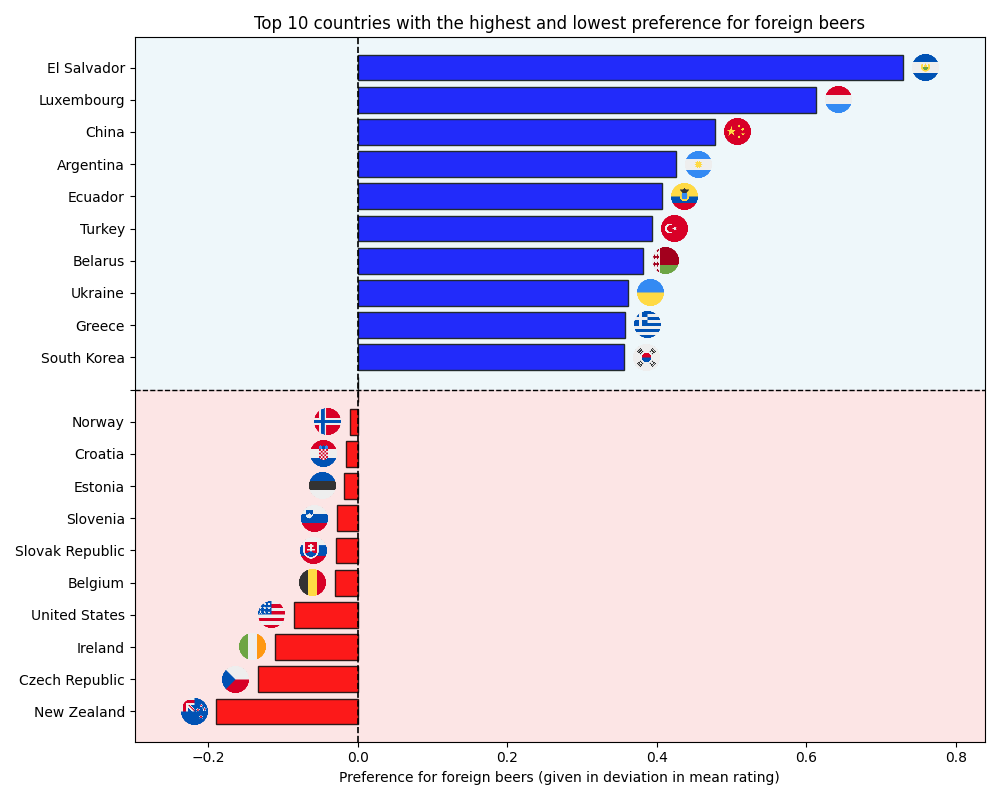 Top 10 countries with the highest and lowest preference for foreign beers
El Salvador
Luxembourg
China
Argentina
Ecuador
Turkey
Belarus
Ukraine
Greece
South Korea
Norway
Croatia
Estonia
Slovenia
Slovak Republic
Belgium
United States
Ireland
Czech Republic
New Zealand
−0.2 0.0 0.2 0.4 0.6 0.8
Preference for foreign beers (given in deviation in mean rating)